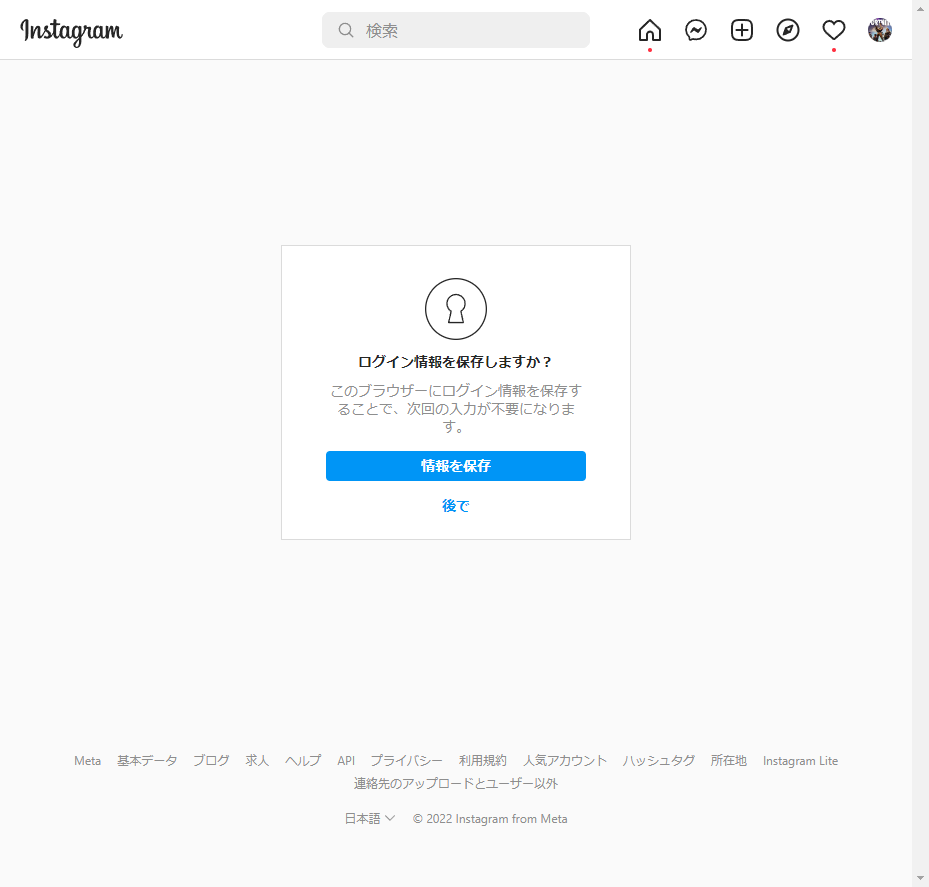 Instagram
検索
ログイン情報を保存しますか？
このブラウザーにログイン情報を保存す
ることで、次回の入力が不要になりま
す。
情報を保存
後で
Meta 基本データ ブログ 求人 ヘルプ API プライバシー 利用規約 人気アカウント ハッシュタグ 所在地 Instagram Lite
連絡先のアップロードとユーザー以外
日本語 © 2022 Instagram from Meta